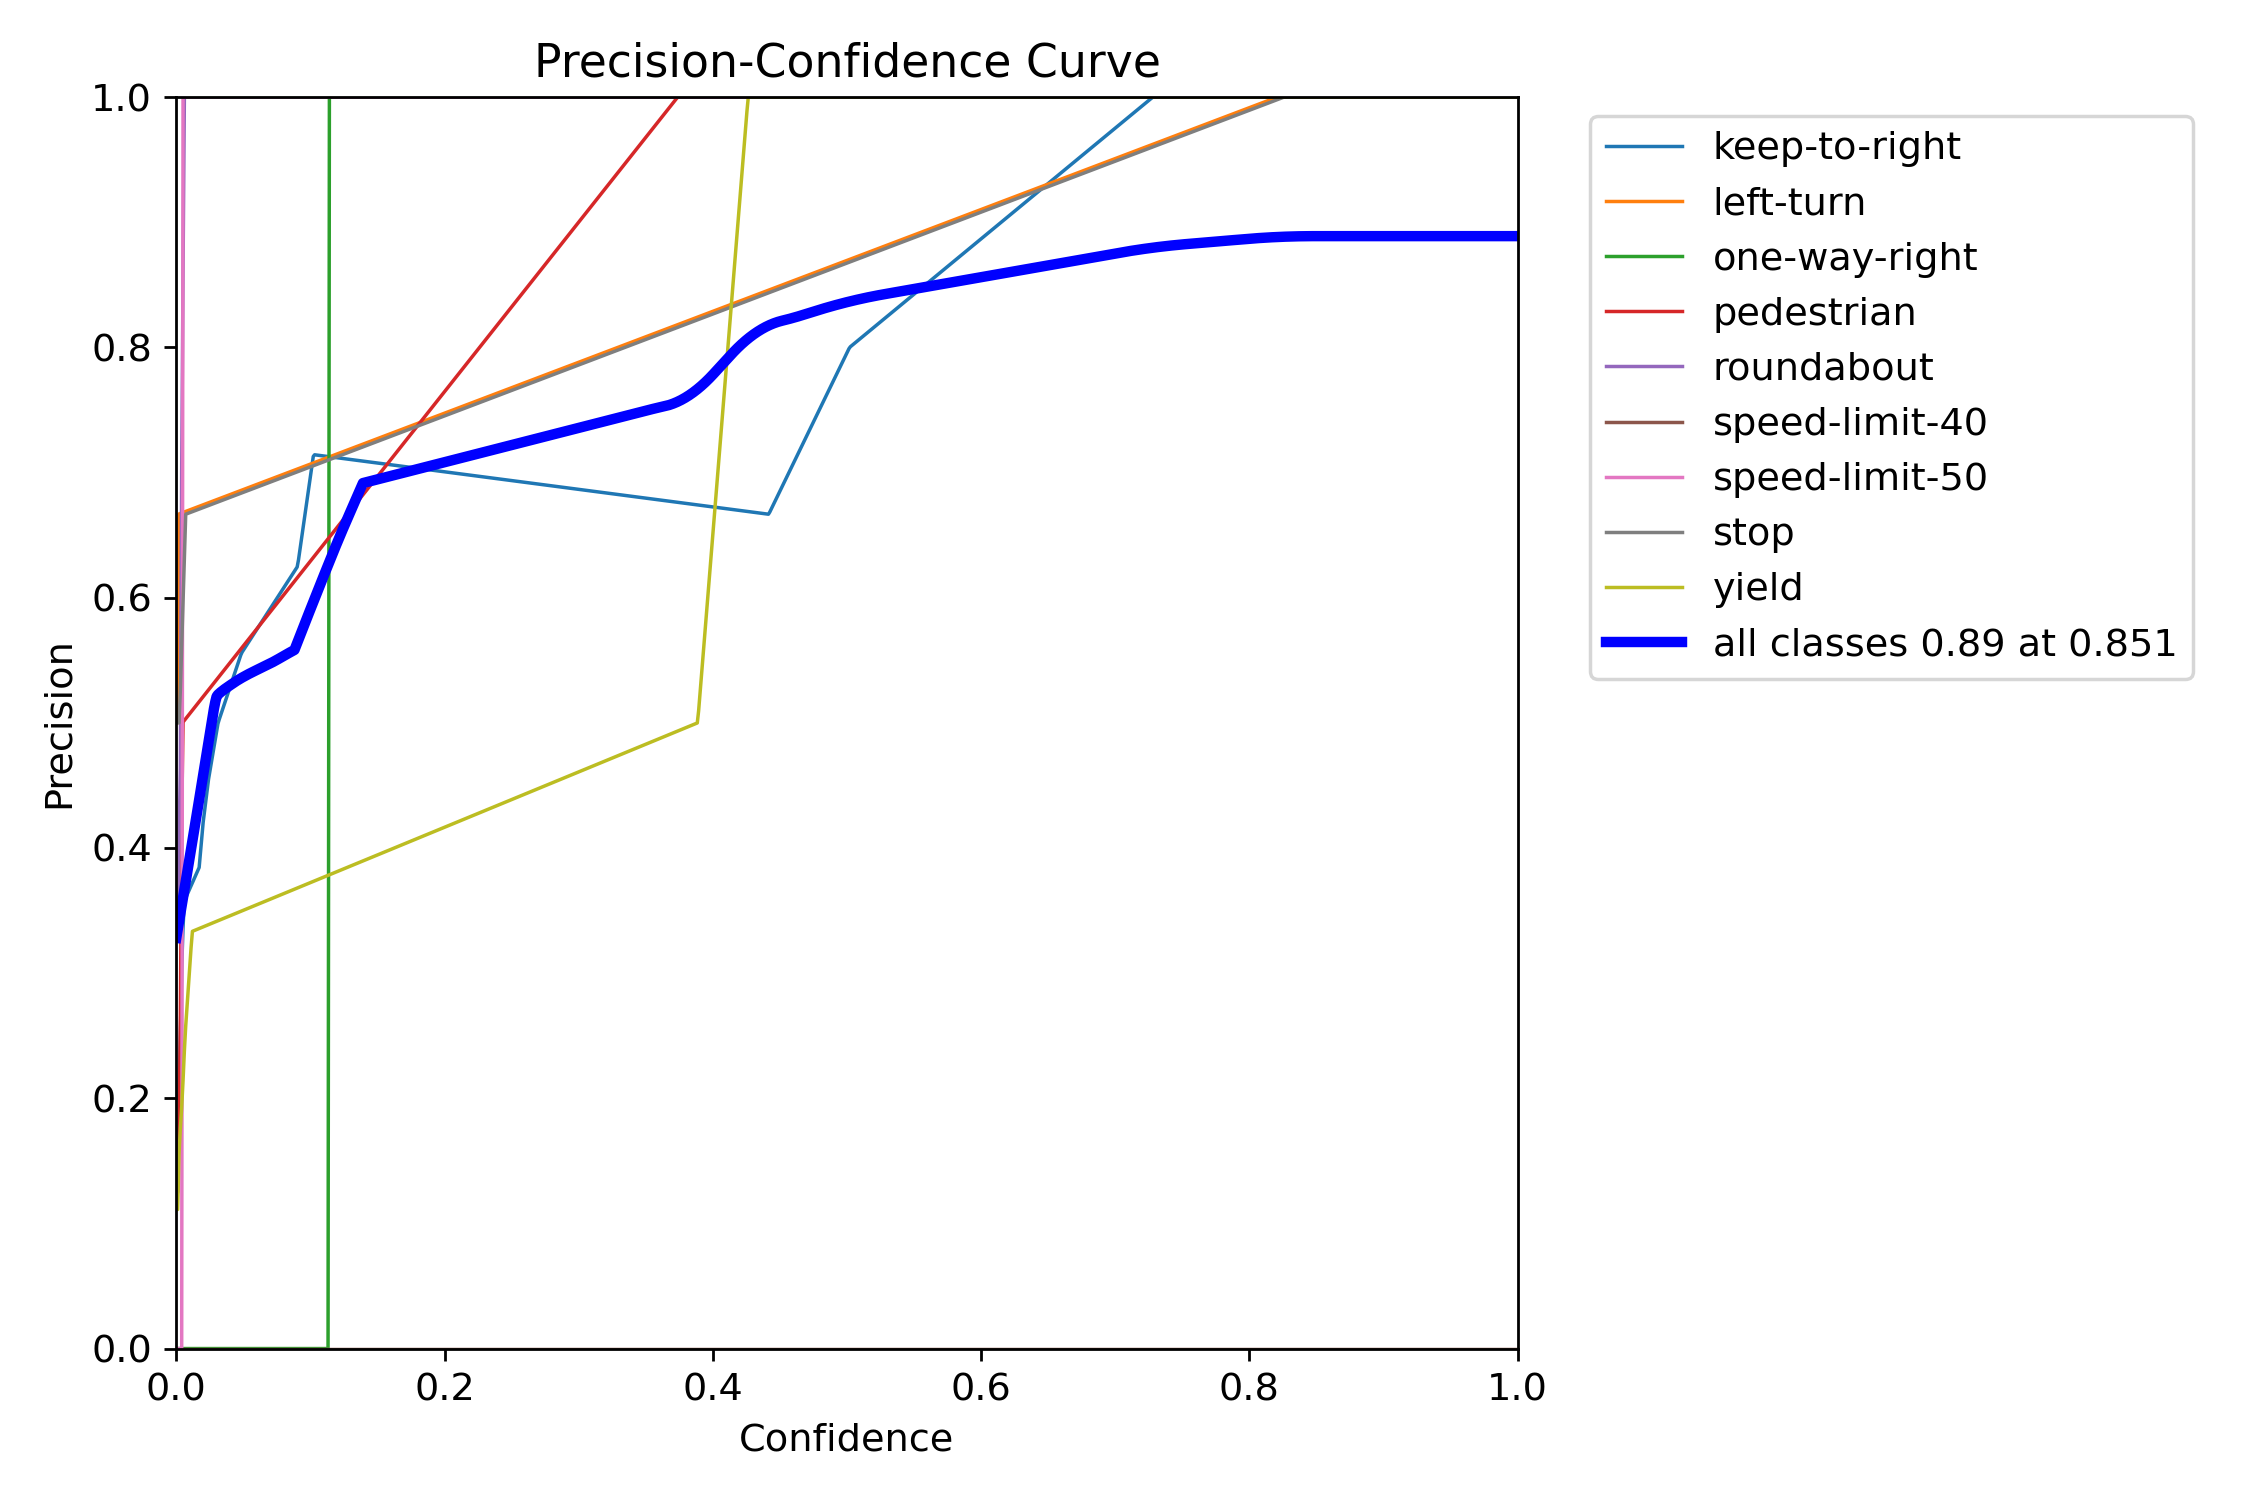 Precision-Confidence Curve
1.0
0.8
0.6
0.4
0.2
0.0
Precision
0.0 0.2 0.4 0.6 0.8 1.0
Confidence
keep-to-right
left-turn
one-way-right
pedestrian
roundabout
speed-limit-40
speed-limit-50
stop
yield
all classes 0.89 at 0.851